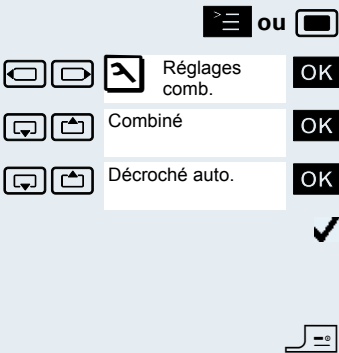 ou
Réglages
comb.
OK
Combiné
OK
Décroché auto.
OK